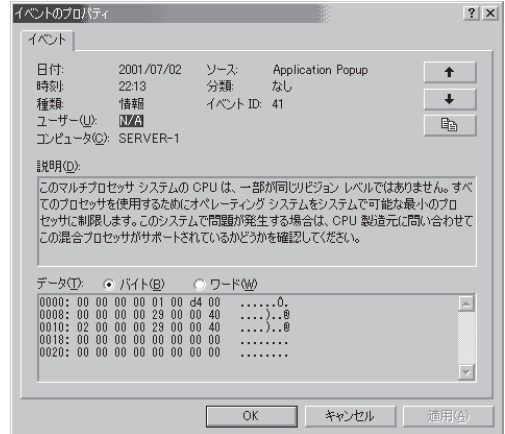 イベントのプロパティ
イベント
日付: 2001/07/02 ソース: Application Popup
時刻: 22:13 分類: なし
種類: 情報 イベント ID: 41
ユーザー(U): N/A
コンピュータ(C): SERVER-1
説明(D):
このマルチプロセッサ システムの CPU は、一部が同じリビジョン レベルではありません。すべ
てのプロセッサを使用するためにオペレーティング システムをシステムで可能な最小のプロ
セッサに制限します。このシステムで問題が発生する場合は、CPU 製造元に問い合わせて
この混合プロセッサがサポートされているかどうかを確認してください。
データ(T): バイト(B) ワード(W)
0000: 00 00 00 00 01 00 d4 00 ......Ô.
0008: 00 00 00 00 29 00 00 40 ....)..@
0010: 02 00 00 00 29 00 00 40 ....)..@
0018: 00 00 00 00 00 00 00 00 ........
0020: 00 00 00 00 00 00 00 00 ........
OK キャンセル 適用(A)